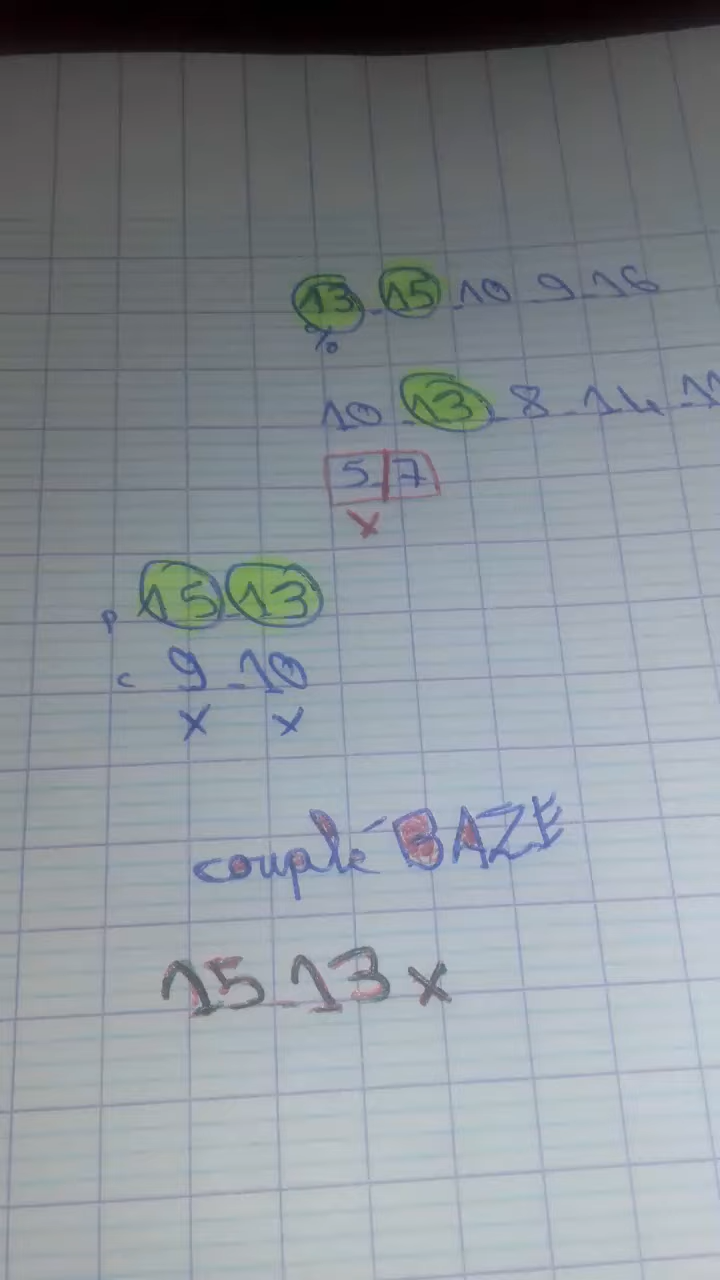 13 - 15 - 10 - 9 - 16
%
10 - 13 - 8 - 14 -
5 7
x
P 15 13
C 9 - 10
x x
couplé BAZE
15 - 13 x